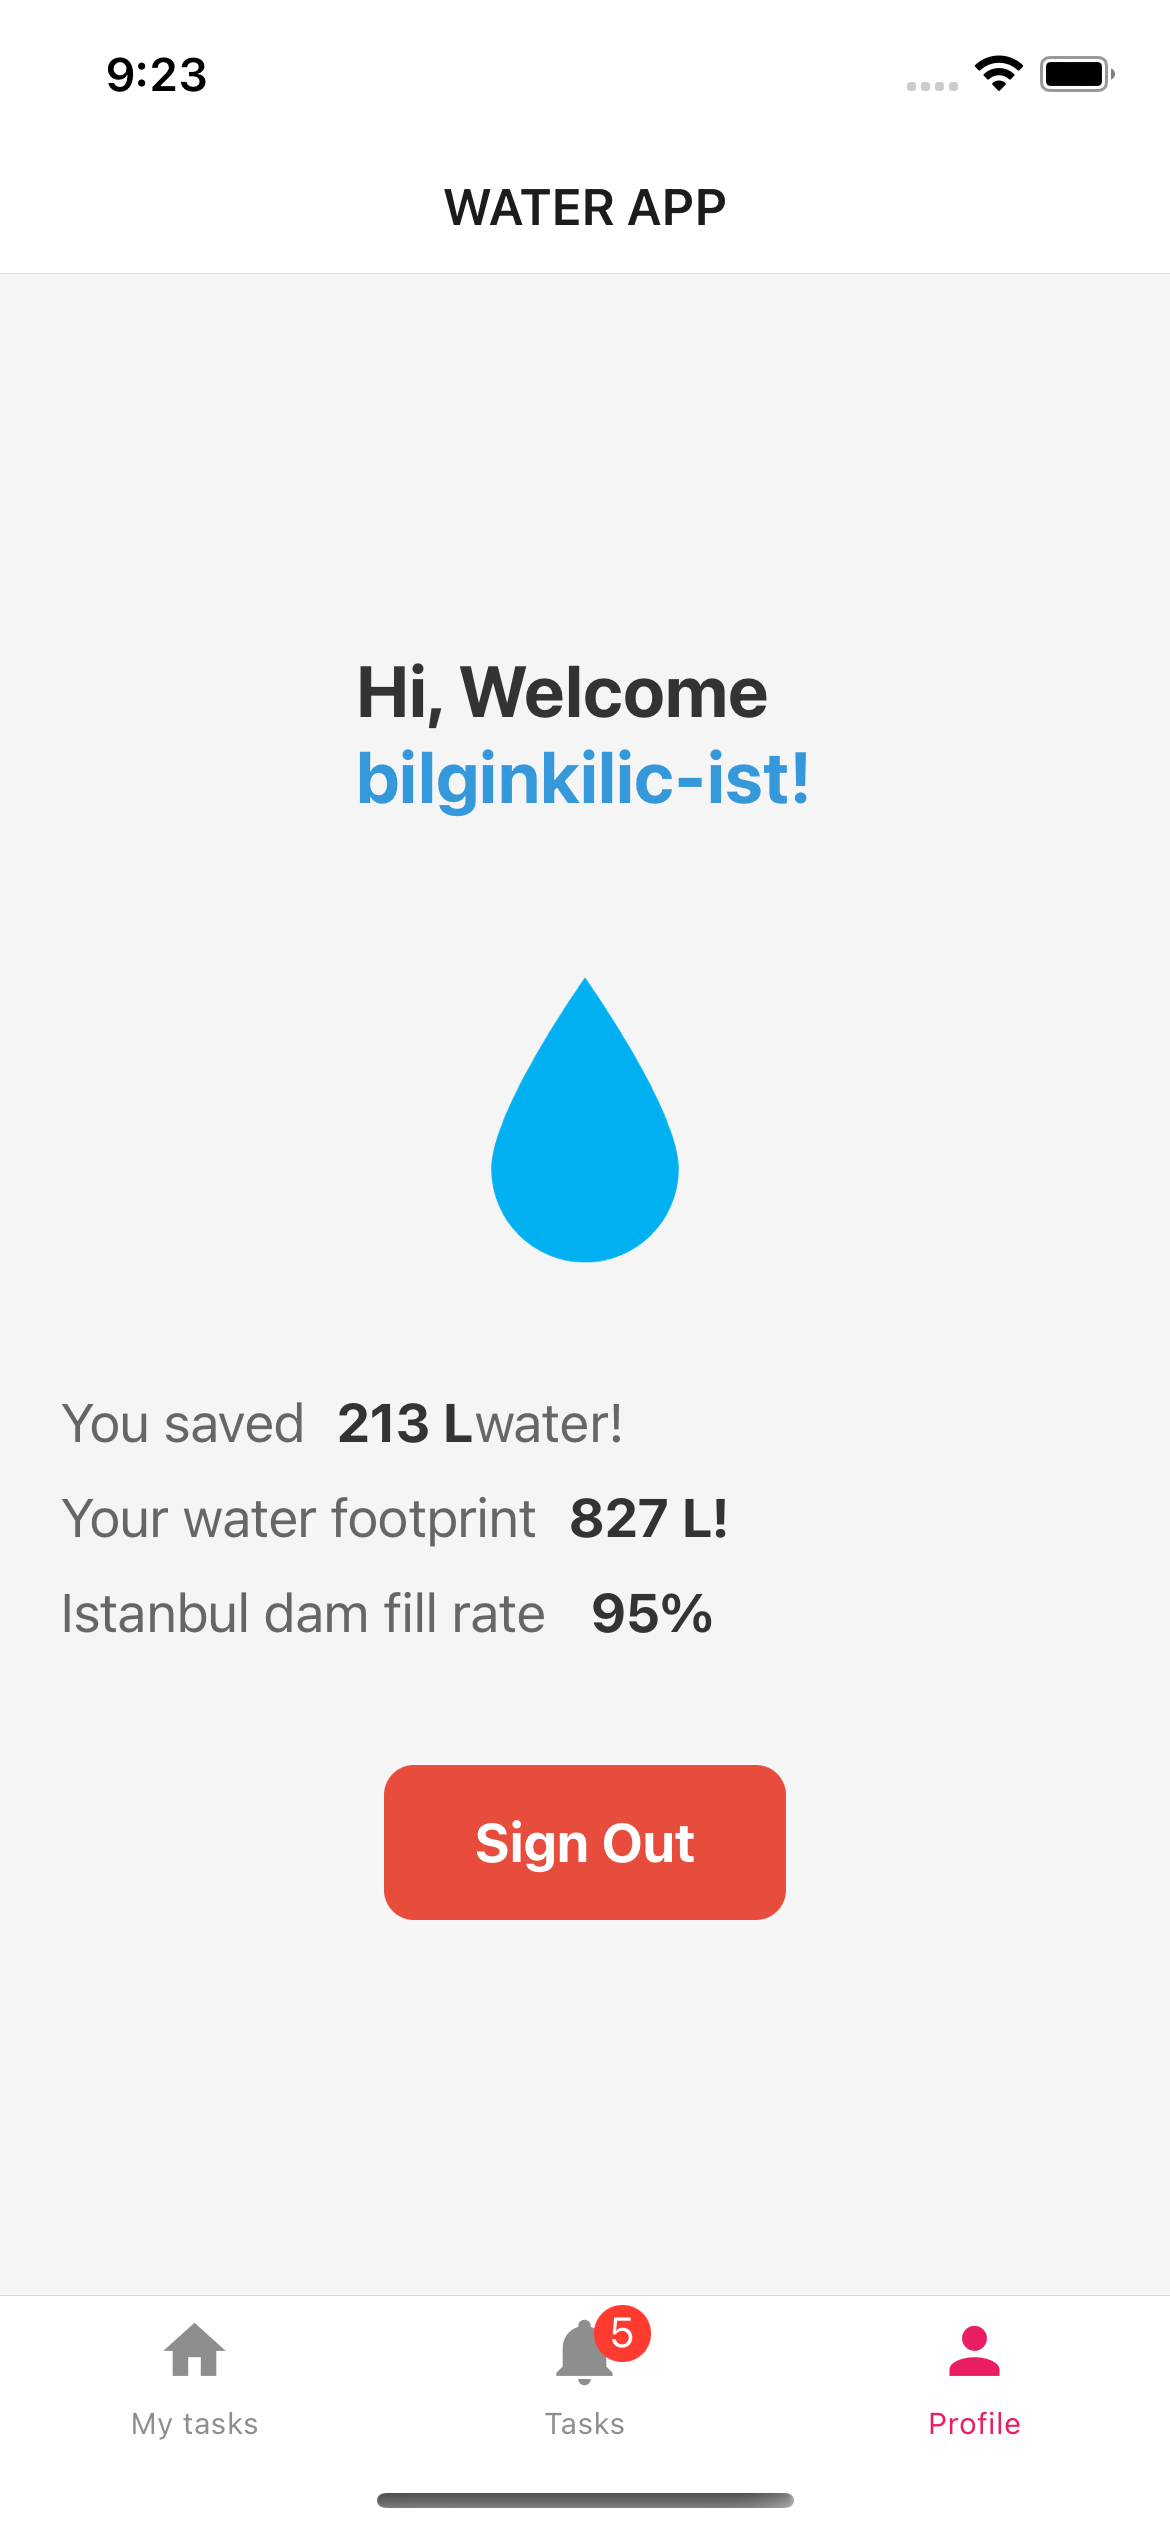 9:23
WATER APP
Hi, Welcome
bilginkilic-ist!
You saved 213 L water!
Your water footprint 827 L!
Istanbul dam fill rate 95%
Sign Out
5
My tasks
Tasks
Profile